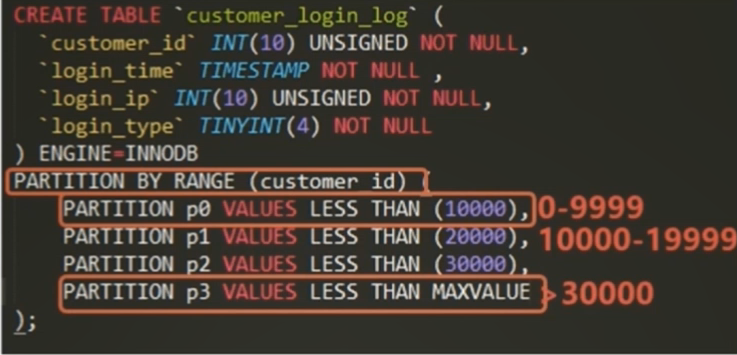 CREATE TABLE `customer_login_log` (
`customer_id` INT(10) UNSIGNED NOT NULL,
`login_time` TIMESTAMP NOT NULL ,
`login_ip` INT(10) UNSIGNED NOT NULL,
`login_type` TINYINT(4) NOT NULL
) ENGINE=INNODB
PARTITION BY RANGE (customer_id) (
PARTITION p0 VALUES LESS THAN (10000), 0-9999
PARTITION p1 VALUES LESS THAN (20000), 10000-19999
PARTITION p2 VALUES LESS THAN (30000),
PARTITION p3 VALUES LESS THAN MAXVALUE >30000
);